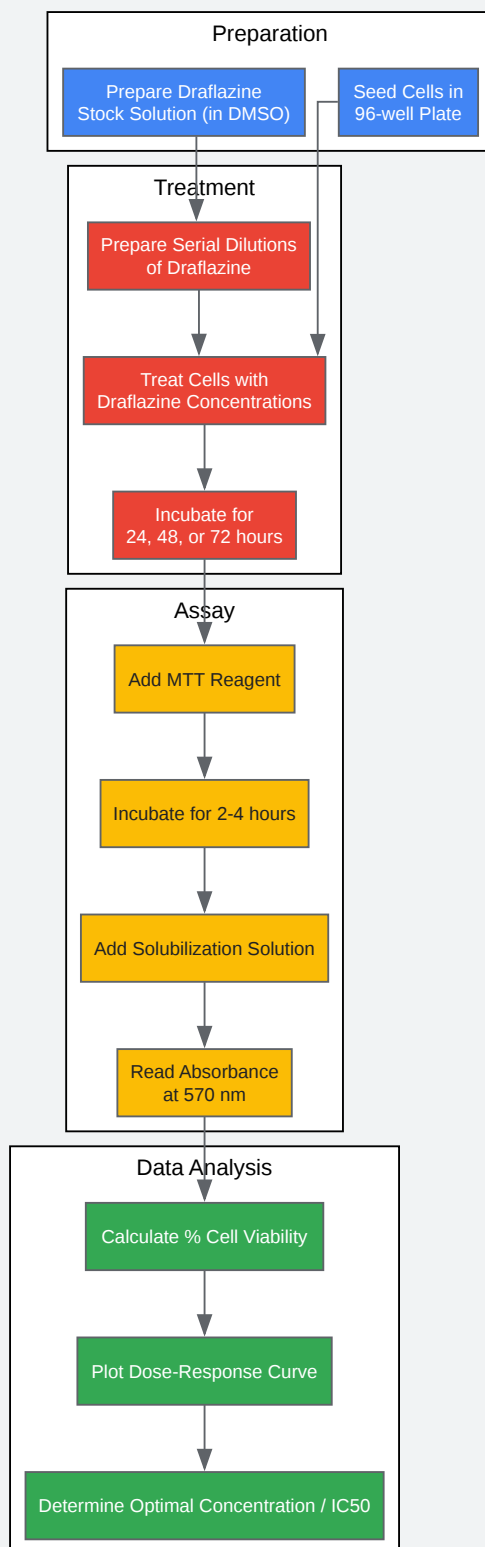 Preparation
Prepare Draflazine
Stock Solution (in DMSO)
Seed Cells in
96-well Plate
Treatment
Prepare Serial Dilutions
of Draflazine
Treat Cells with
Draflazine Concentrations
Incubate for
24, 48, or 72 hours
Assay
Add MTT Reagent
Incubate for 2-4 hours
Add Solubilization Solution
Read Absorbance
at 570 nm
Data Analysis
Calculate % Cell Viability
Plot Dose-Response Curve
Determine Optimal Concentration / IC50